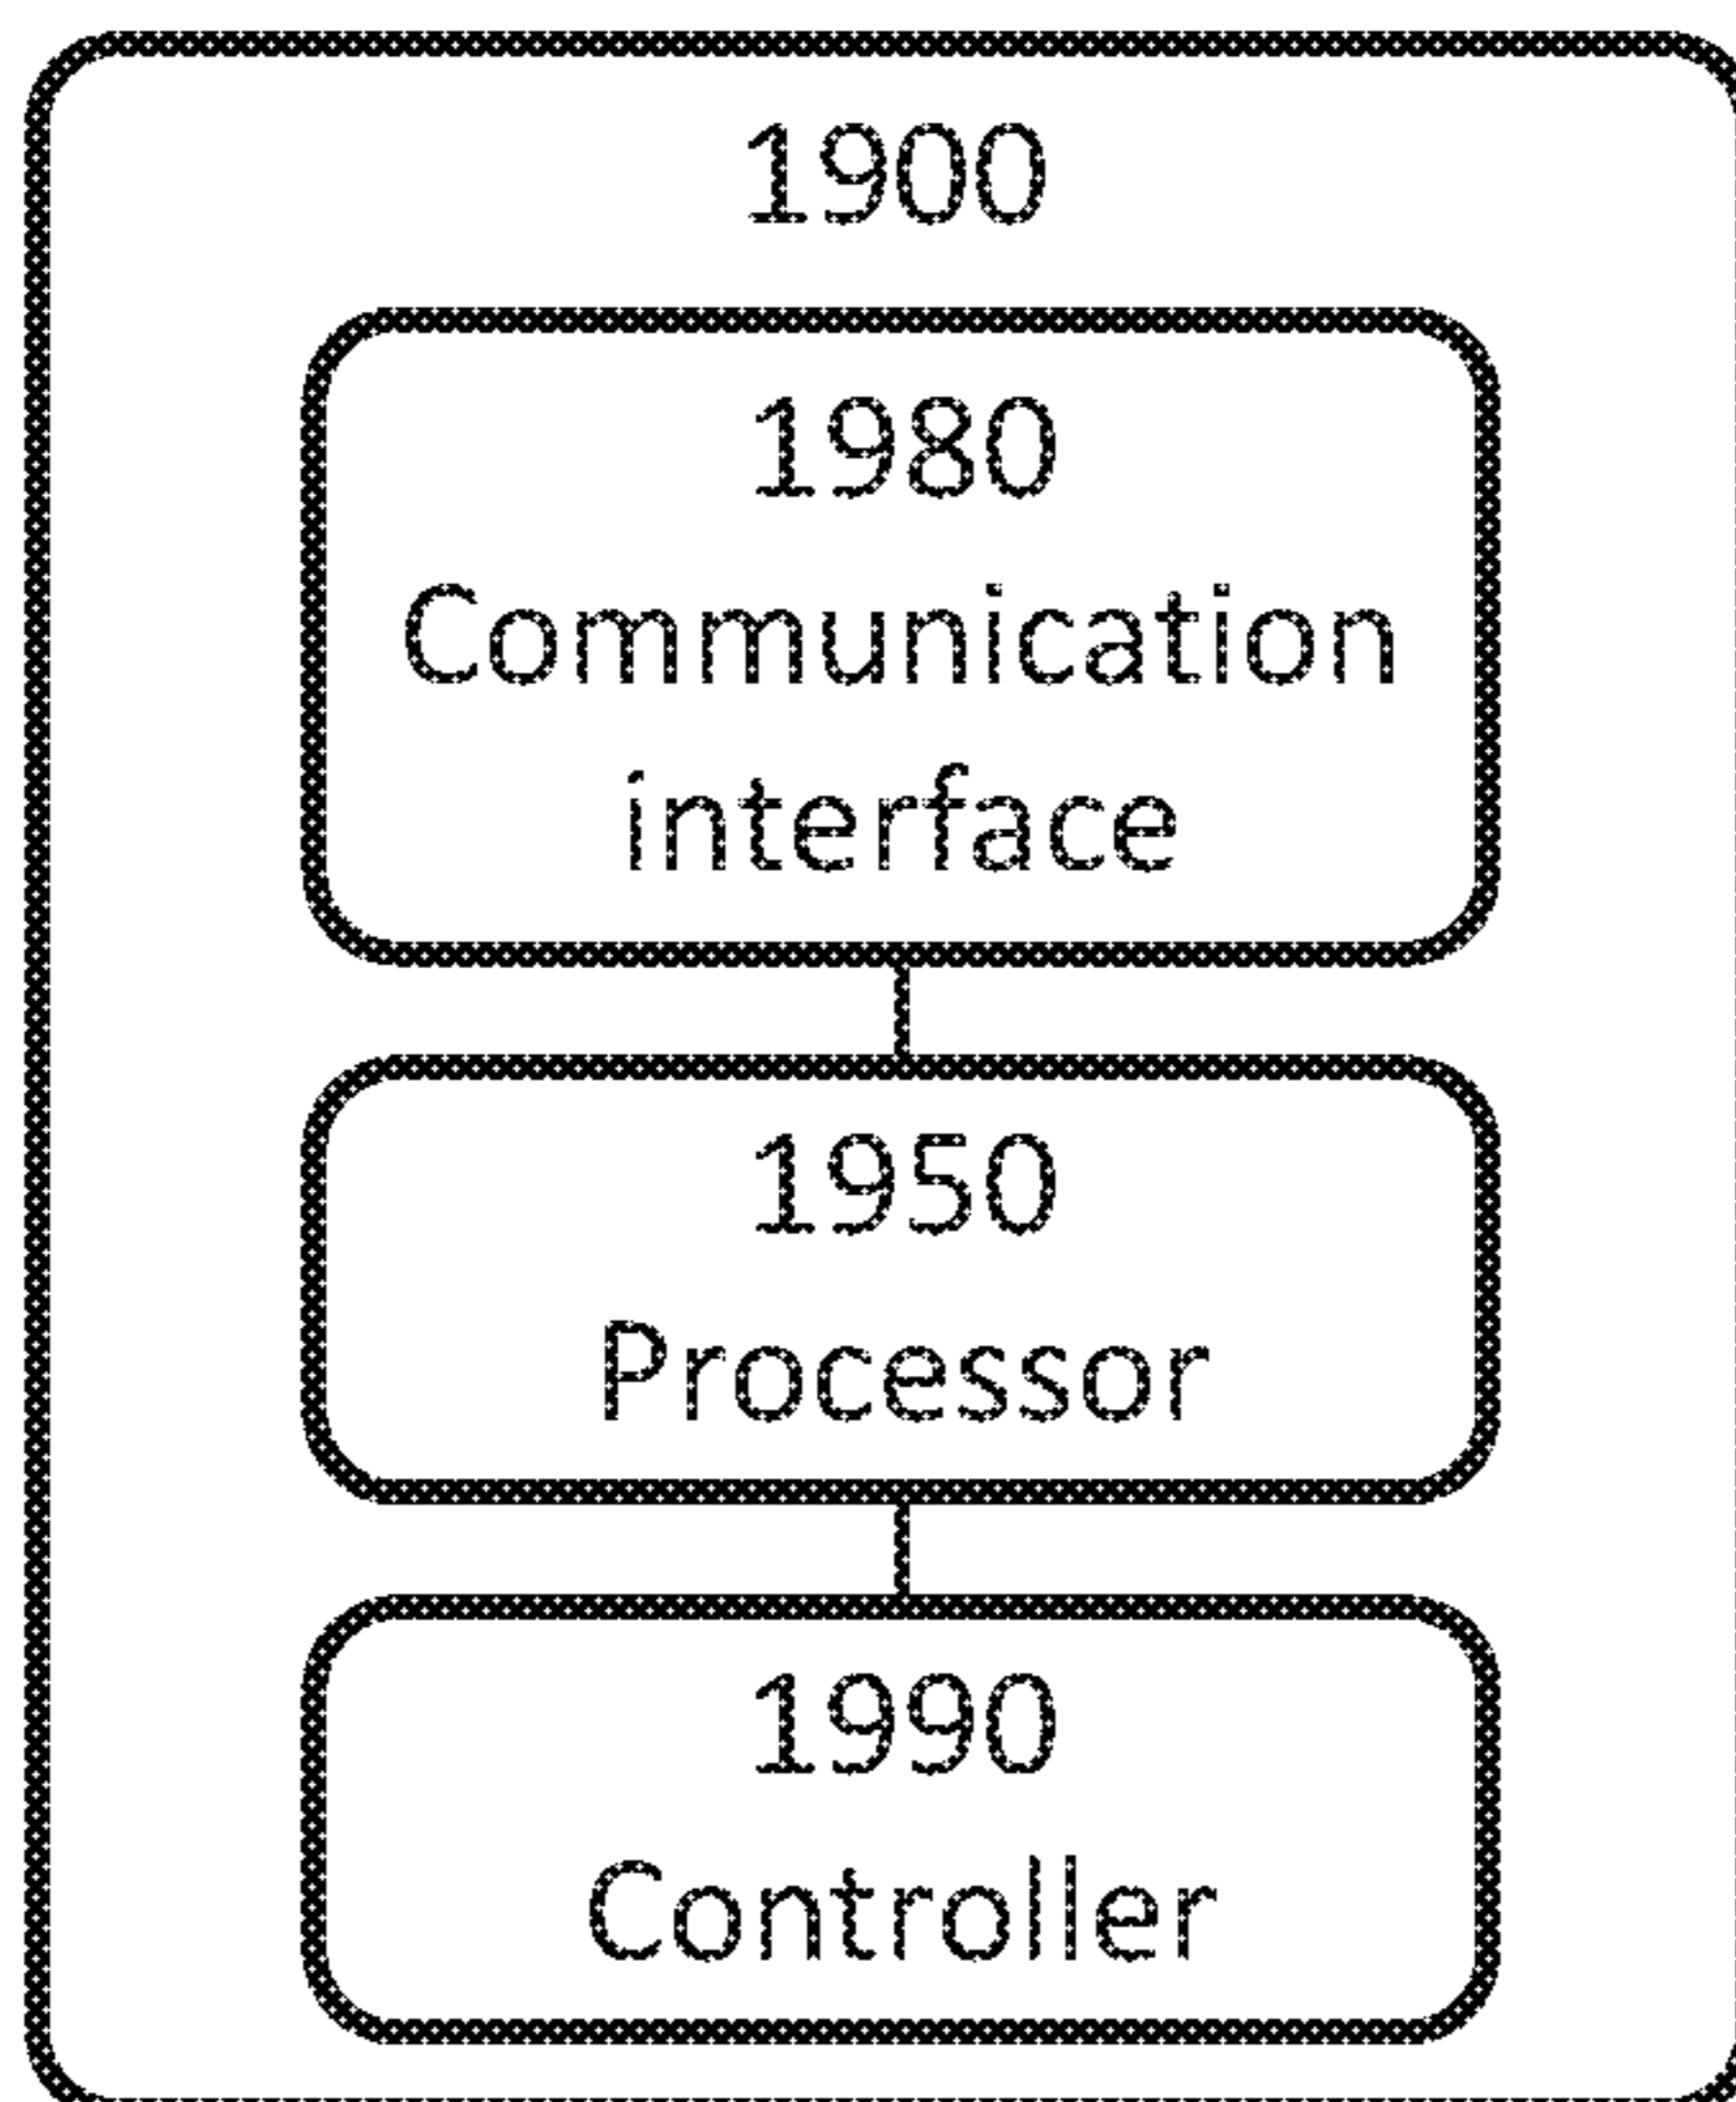 1900
1980
Communication
interface
1950
Processor
1990
Controller